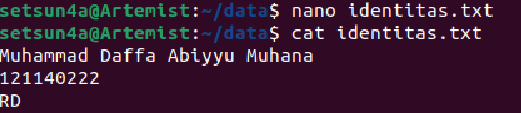 setsun4a@Artemist:~/data$ nano identitas.txt
setsun4a@Artemist:~/data$ cat identitas.txt
Muhammad Daffa Abiyyu Muhana
121140222
RD